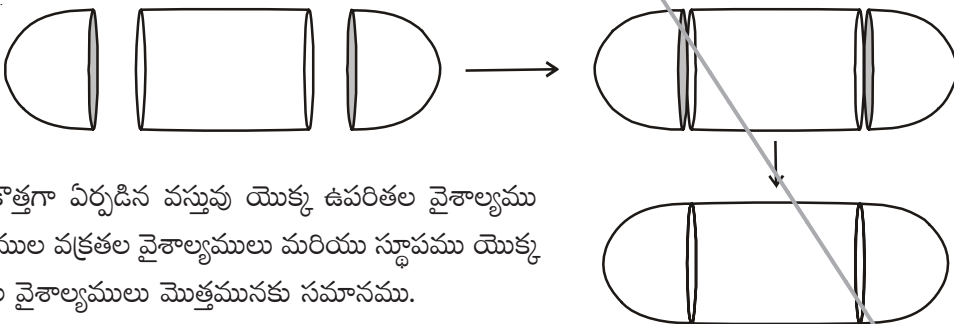 కొత్తగా ఏర్పడిన వస్తువు యొక్క ఉపరితల వైశాల్యము
వక్రతల వైశాల్యములు మరియు స్థూపము యొక్క
వైశాల్యములు మొత్తమునకు సమానము.